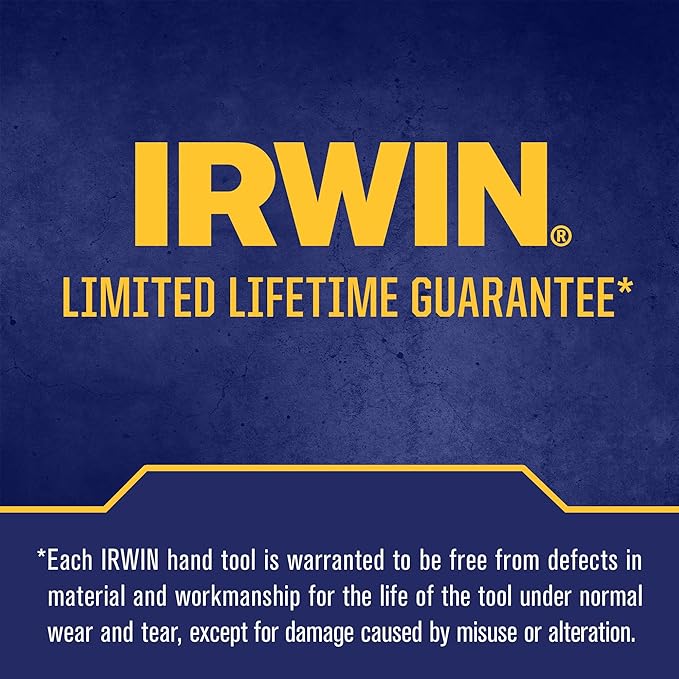 IRWIN®
LIMITED LIFETIME GUARANTEE*
*Each IRWIN hand tool is warranted to be free from defects in
material and workmanship for the life of the tool under normal
wear and tear, except for damage caused by misuse or alteration.